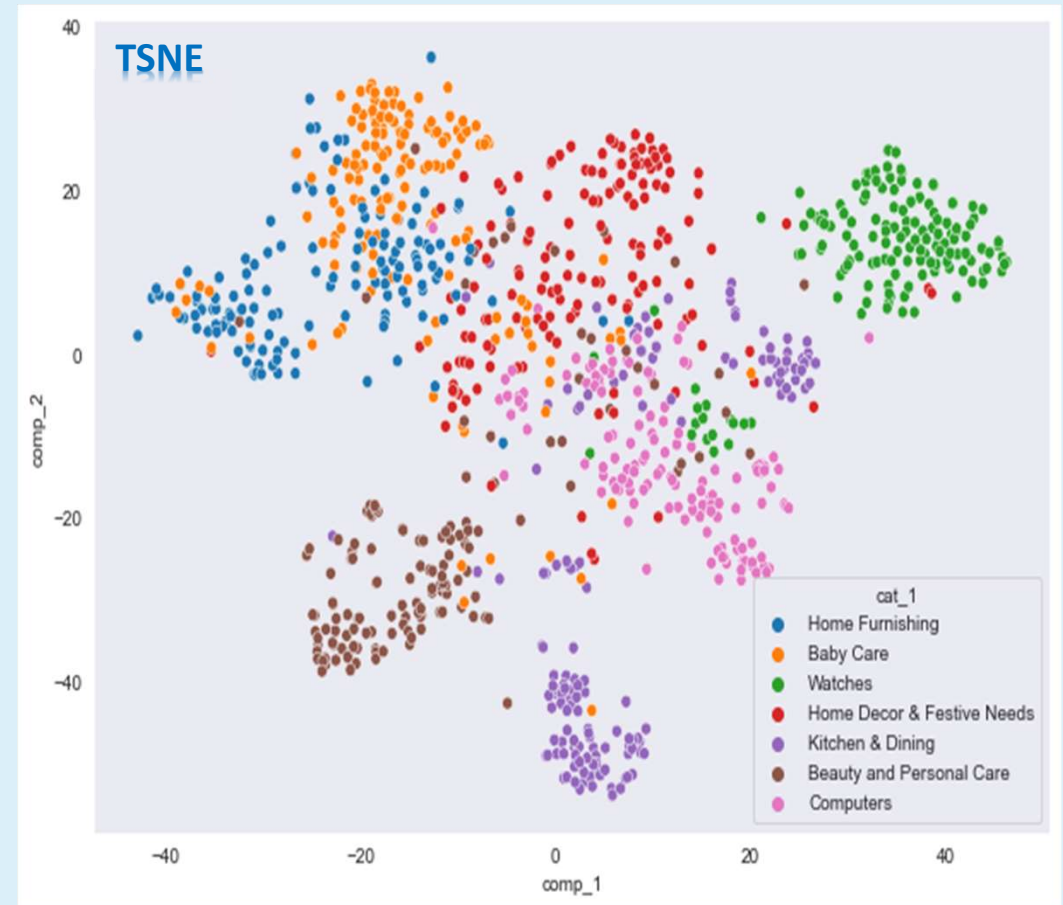 TSNE
40
20
0
−20
−40
comp_2
−40
−20
0
20
40
comp_1
cat_1
Home Furnishing
Baby Care
Watches
Home Decor & Festive Needs
Kitchen & Dining
Beauty and Personal Care
Computers